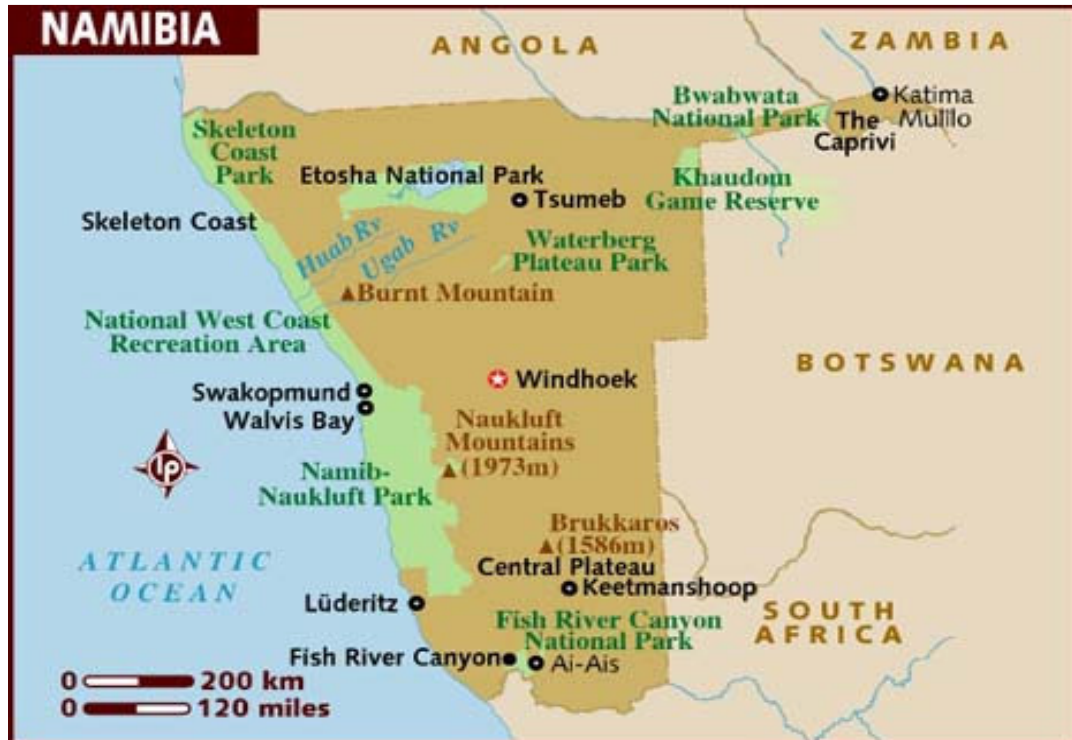 NAMIBIA
ANGOLA
ZAMBIA
Bwabwata
National Park
Katima
Mulilo
The
Caprivi
Skeleton
Coast
Park
Etosha National Park
Tsumeb
Khaudom
Game Reserve
Skeleton Coast
Huab Rv
Ugab Rv
Waterberg
Plateau Park
Burnt Mountain
National West Coast
Recreation Area
BOTSWANA
Windhoek
Swakopmund
Walvis Bay
Naukluft
Mountains
(1973m)
lp
Namib-
Naukluft Park
Brukkaros
(1586m)
ATLANTIC
OCEAN
Central Plateau
Keetmanshoop
Lüderitz
SOUTH
AFRICA
Fish River Canyon
National Park
Fish River Canyon
Ai-Ais
0 200 km
0 120 miles